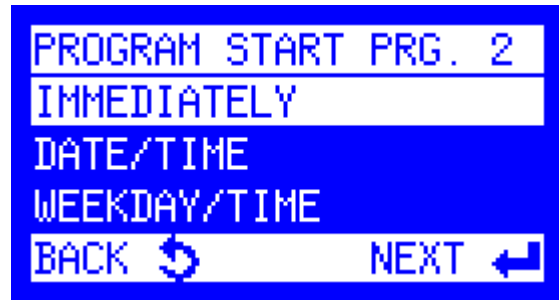 PROGRAM START PRG. 2
IMMEDIATELY
DATE/TIME
WEEKDAY/TIME
BACK NEXT